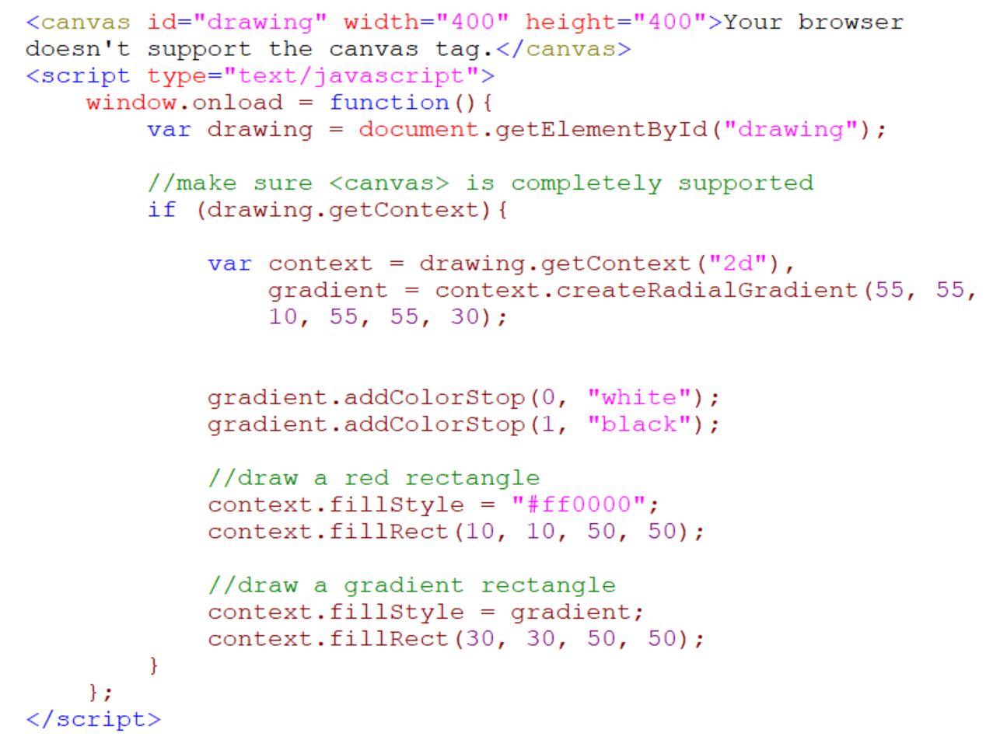 <canvas id="drawing" width="400" height="400">Your browser
doesn't support the canvas tag.</canvas>
<script type="text/javascript">
    window.onload = function(){
        var drawing = document.getElementById("drawing");

        //make sure <canvas> is completely supported
        if (drawing.getContext){

            var context = drawing.getContext("2d"),
                gradient = context.createRadialGradient(55, 55,
                10, 55, 55, 30);


            gradient.addColorStop(0, "white");
            gradient.addColorStop(1, "black");

            //draw a red rectangle
            context.fillStyle = "#ff0000";
            context.fillRect(10, 10, 50, 50);

            //draw a gradient rectangle
            context.fillStyle = gradient;
            context.fillRect(30, 30, 50, 50);
        }
    };
</script>